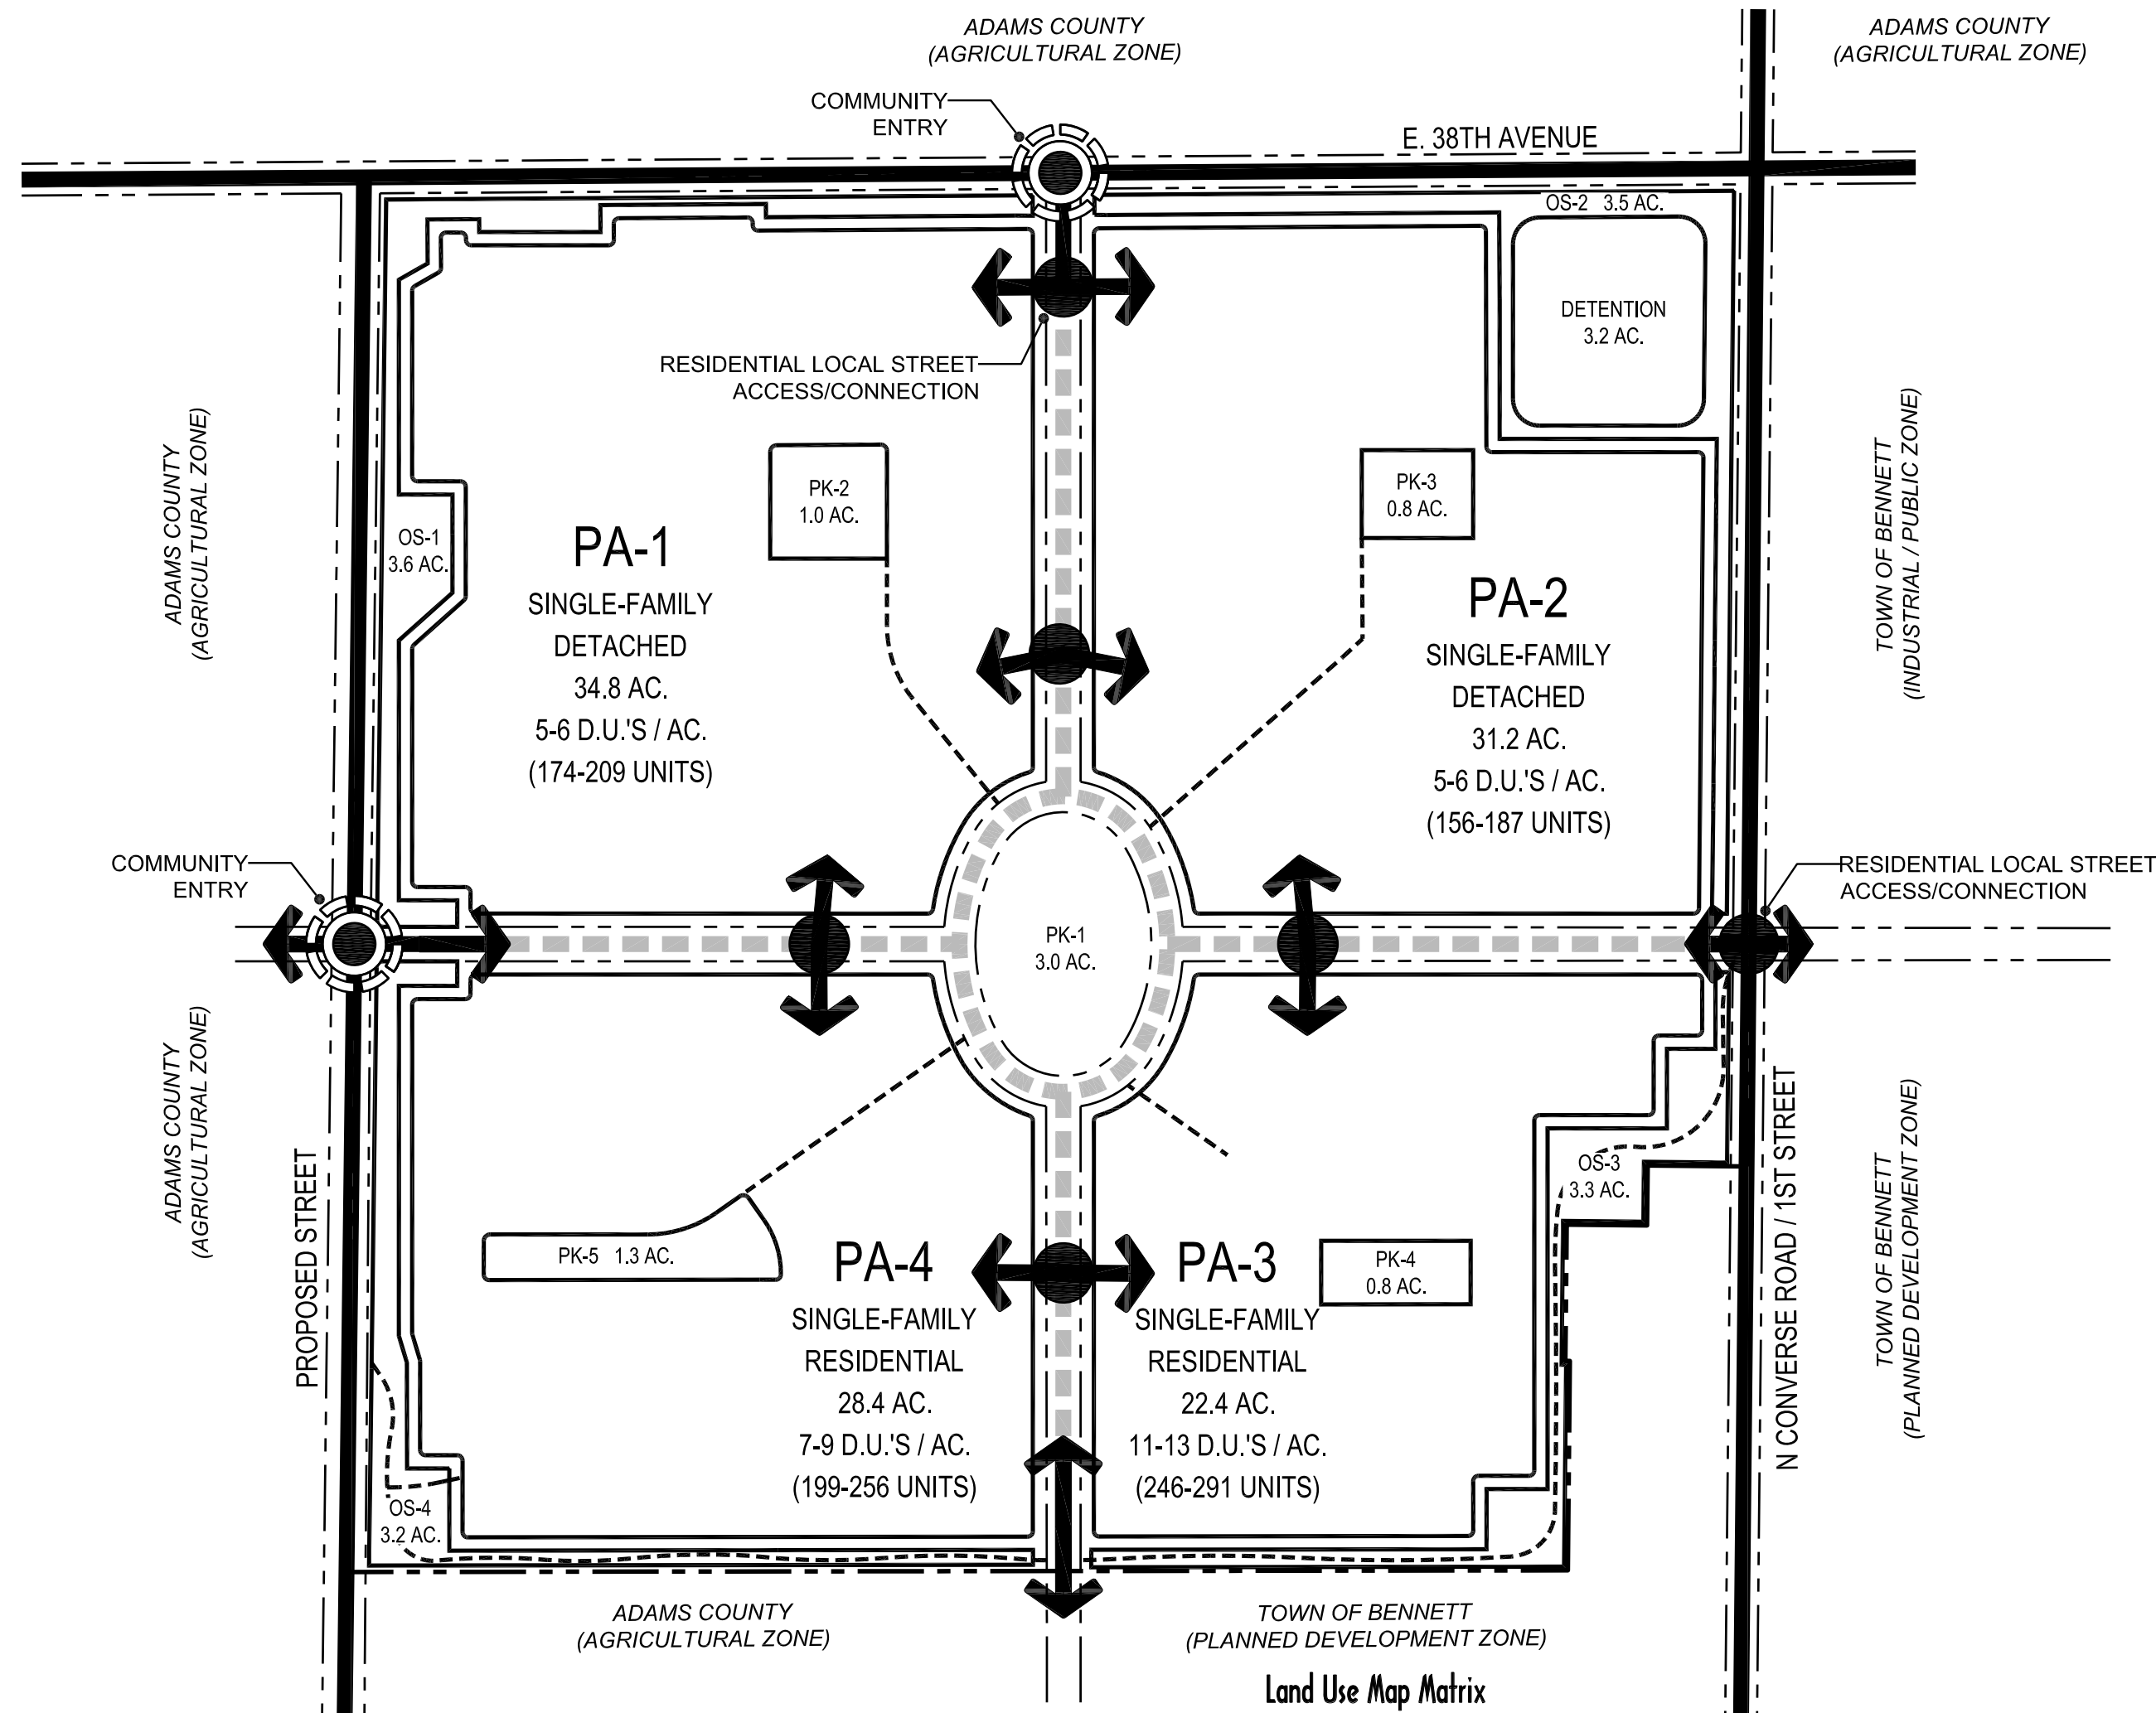 ADAMS COUNTY
(AGRICULTURAL ZONE)
ADAMS COUNTY
(AGRICULTURAL ZONE)
COMMUNITY
ENTRY
E. 38TH AVENUE
OS-2 3.5 AC.
DETENTION
3.2 AC.
RESIDENTIAL LOCAL STREET
ACCESS/CONNECTION
ADAMS COUNTY
(AGRICULTURAL ZONE)
OS-1
3.6 AC.
PA-1
SINGLE-FAMILY
DETACHED
34.8 AC.
5-6 D.U.'S / AC.
(174-209 UNITS)
PK-2
1.0 AC.
PK-3
0.8 AC.
PA-2
SINGLE-FAMILY
DETACHED
31.2 AC.
5-6 D.U.'S / AC.
(156-187 UNITS)
TOWN OF BENNETT
(INDUSTRIAL / PUBLIC ZONE)
COMMUNITY
ENTRY
RESIDENTIAL LOCAL STREET
ACCESS/CONNECTION
PK-1
3.0 AC.
ADAMS COUNTY
(AGRICULTURAL ZONE)
PROPOSED STREET
PK-5 1.3 AC.
PA-4
SINGLE-FAMILY
RESIDENTIAL
28.4 AC.
7-9 D.U.'S / AC.
(199-256 UNITS)
PA-3
SINGLE-FAMILY
RESIDENTIAL
22.4 AC.
11-13 D.U.'S / AC.
(246-291 UNITS)
PK-4
0.8 AC.
OS-3
3.3 AC.
N CONVERSE ROAD / 1ST STREET
TOWN OF BENNETT
(PLANNED DEVELOPMENT ZONE)
OS-4
3.2 AC.
ADAMS COUNTY
(AGRICULTURAL ZONE)
TOWN OF BENNETT
(PLANNED DEVELOPMENT ZONE)
Land Use Map Matrix